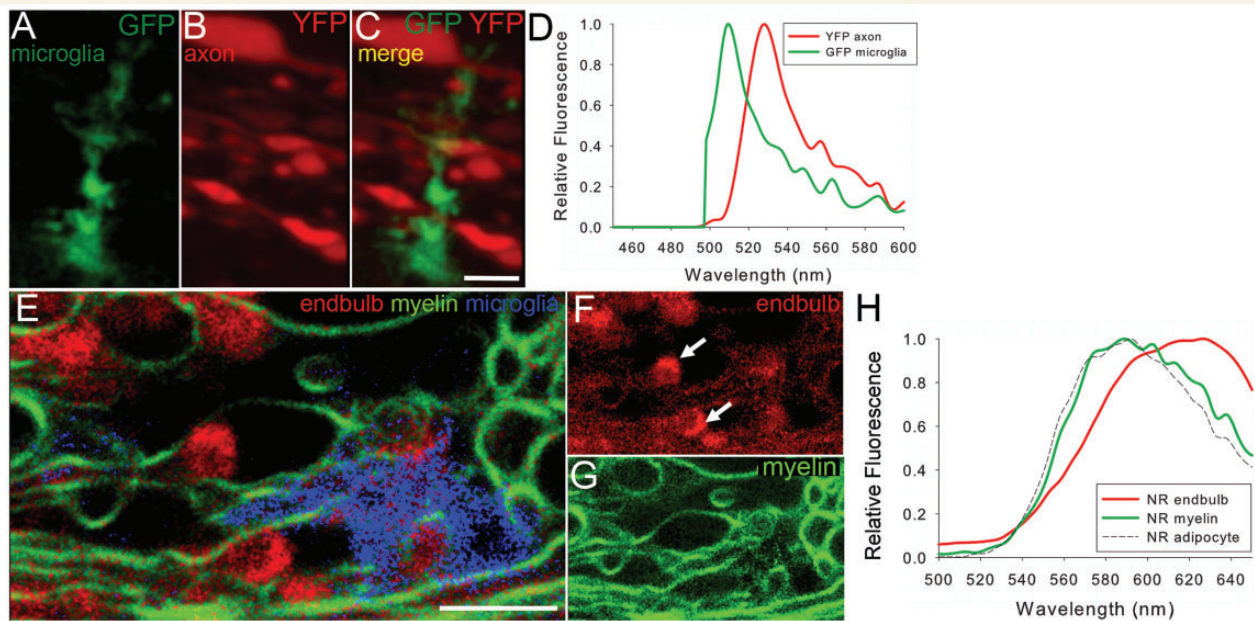 A GFP
microglia
B YFP
axon
C GFP YFP
merge
D
Relative Fluorescence
1.0
0.8
0.6
0.4
0.2
0.0
YFP axon
GFP microglia
460 480 500 520 540 560 580 600
Wavelength (nm)
E endbulb myelin microglia
F endbulb
G myelin
H
Relative Fluorescence
1.0
0.8
0.6
0.4
0.2
0.0
NR endbulb
NR myelin
NR adipocyte
500 520 540 560 580 600 620 640
Wavelength (nm)